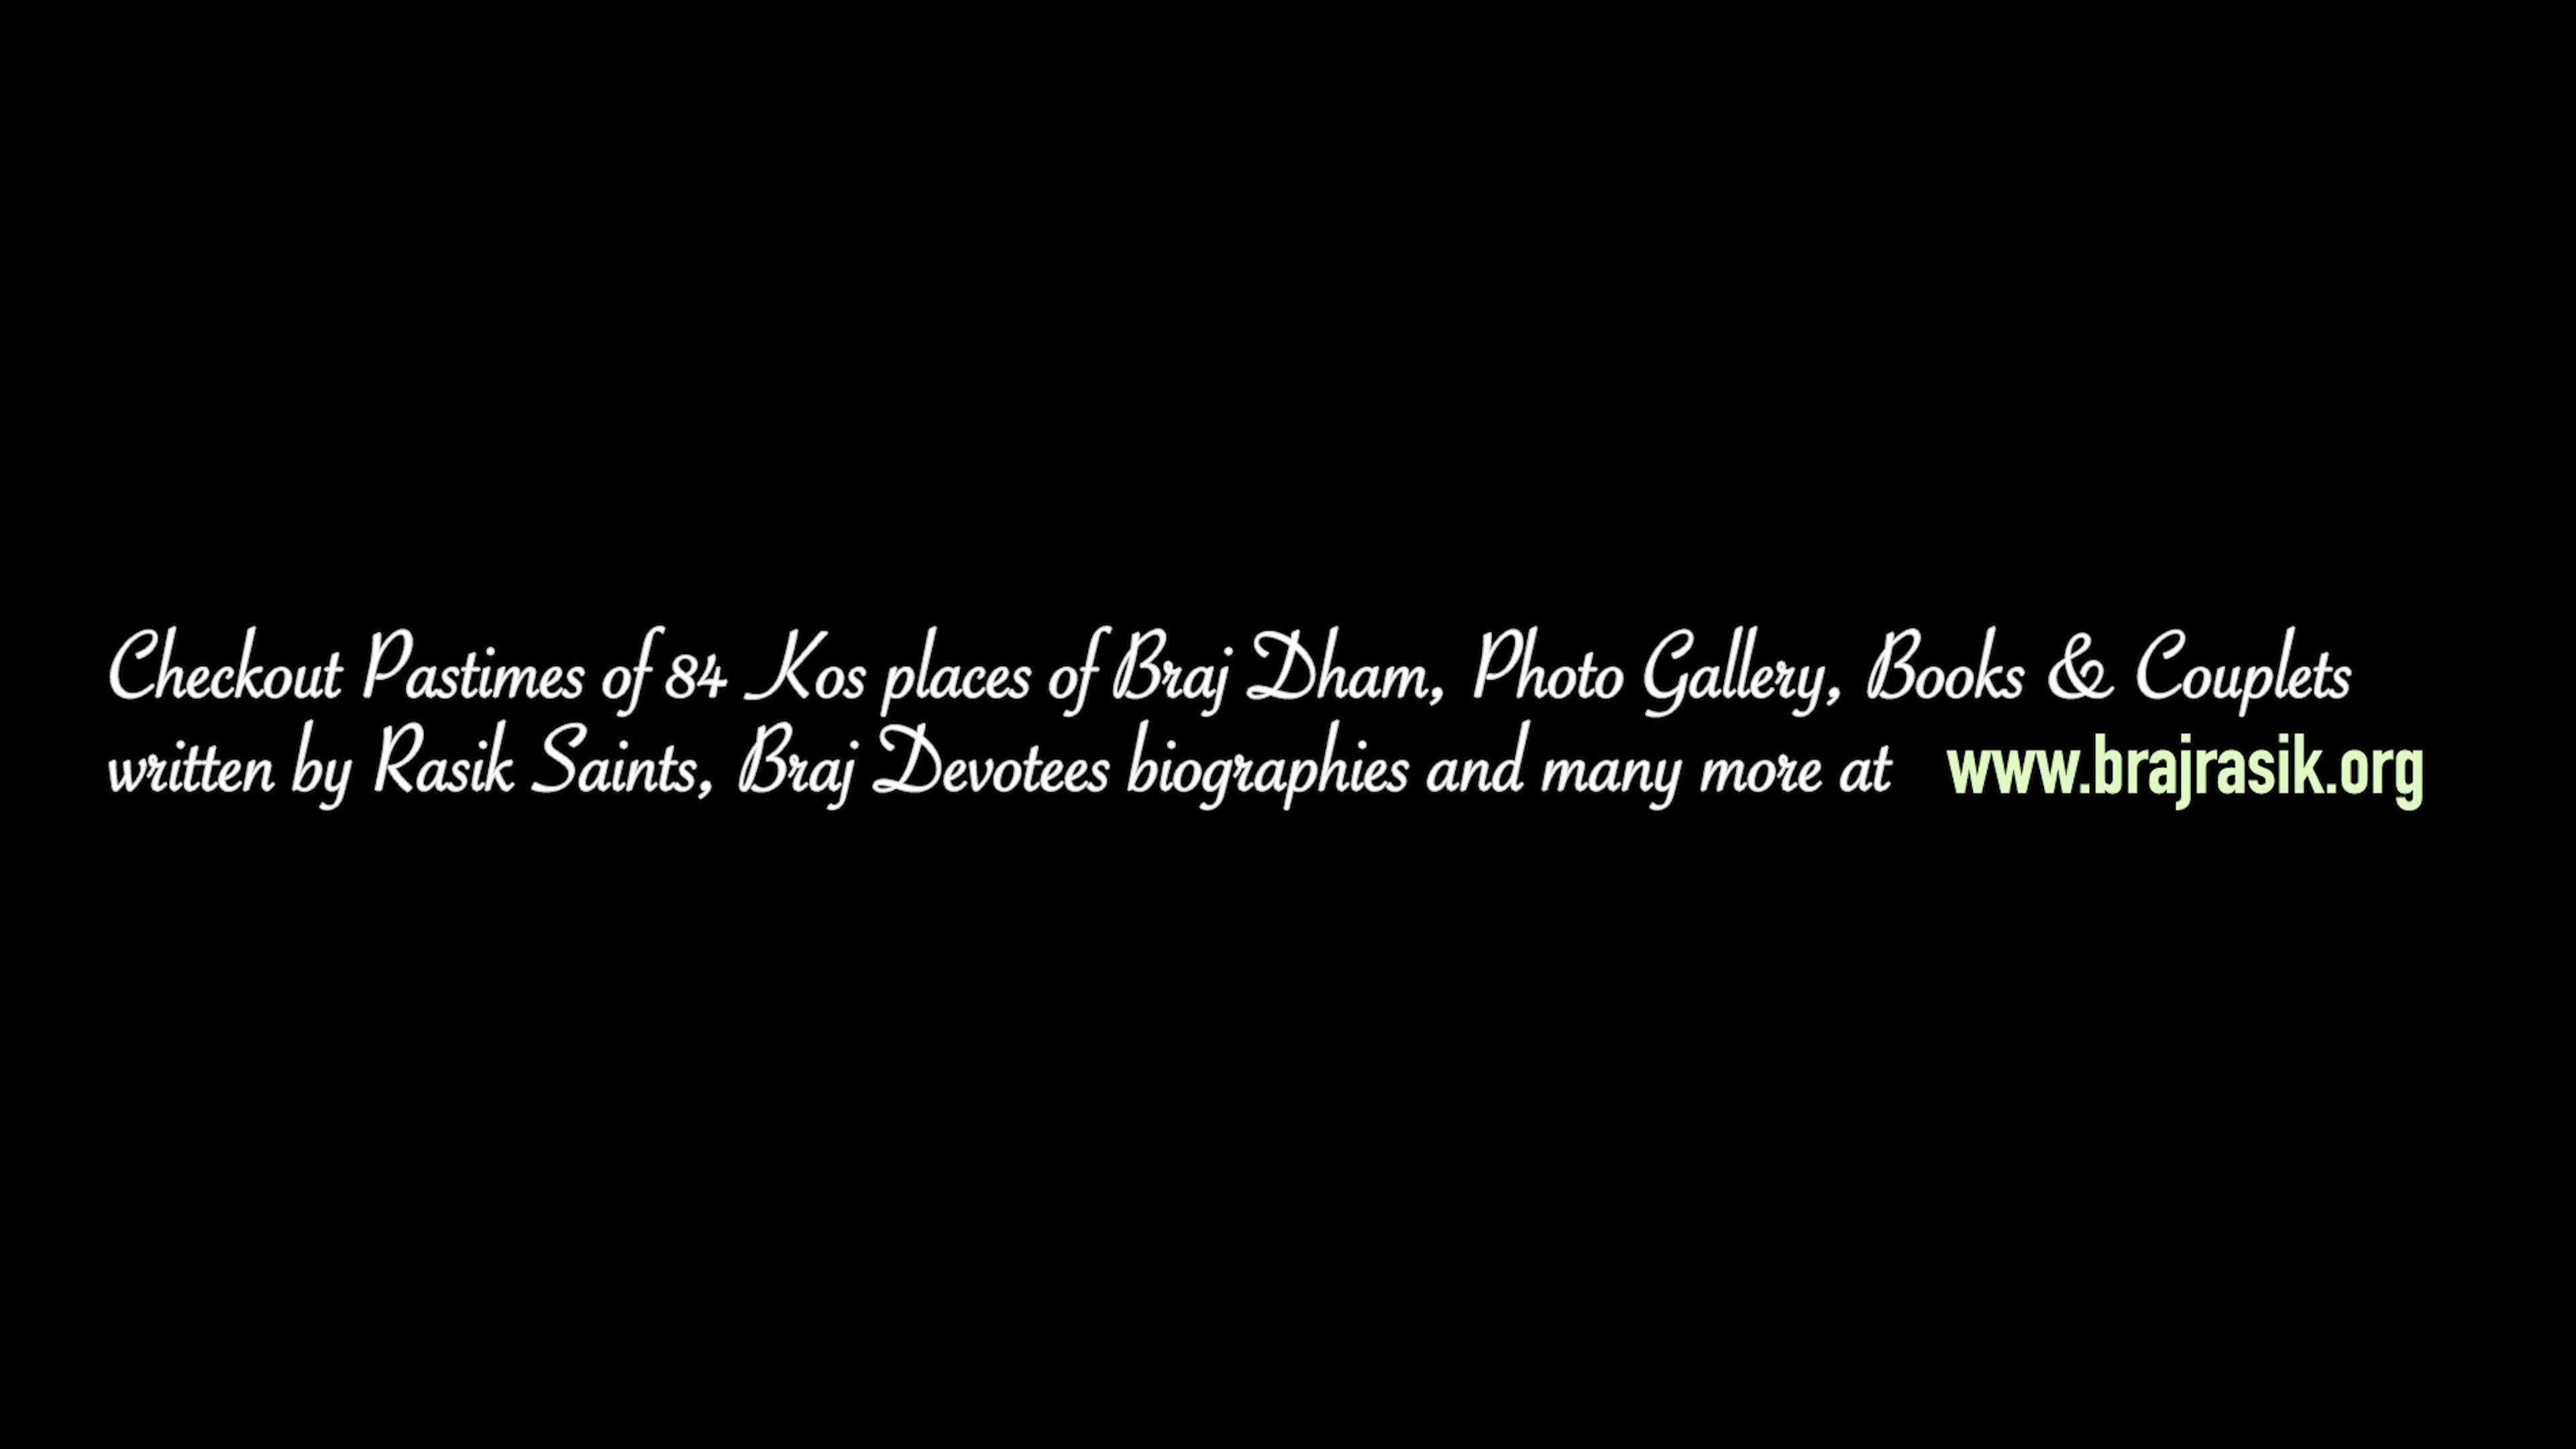 Checkout Pastimes of 84 Kos places of Braj Dham, Photo Gallery, Books & Couplets
written by Rasik Saints, Braj Devotees biographies and many more at www.brajrasik.org